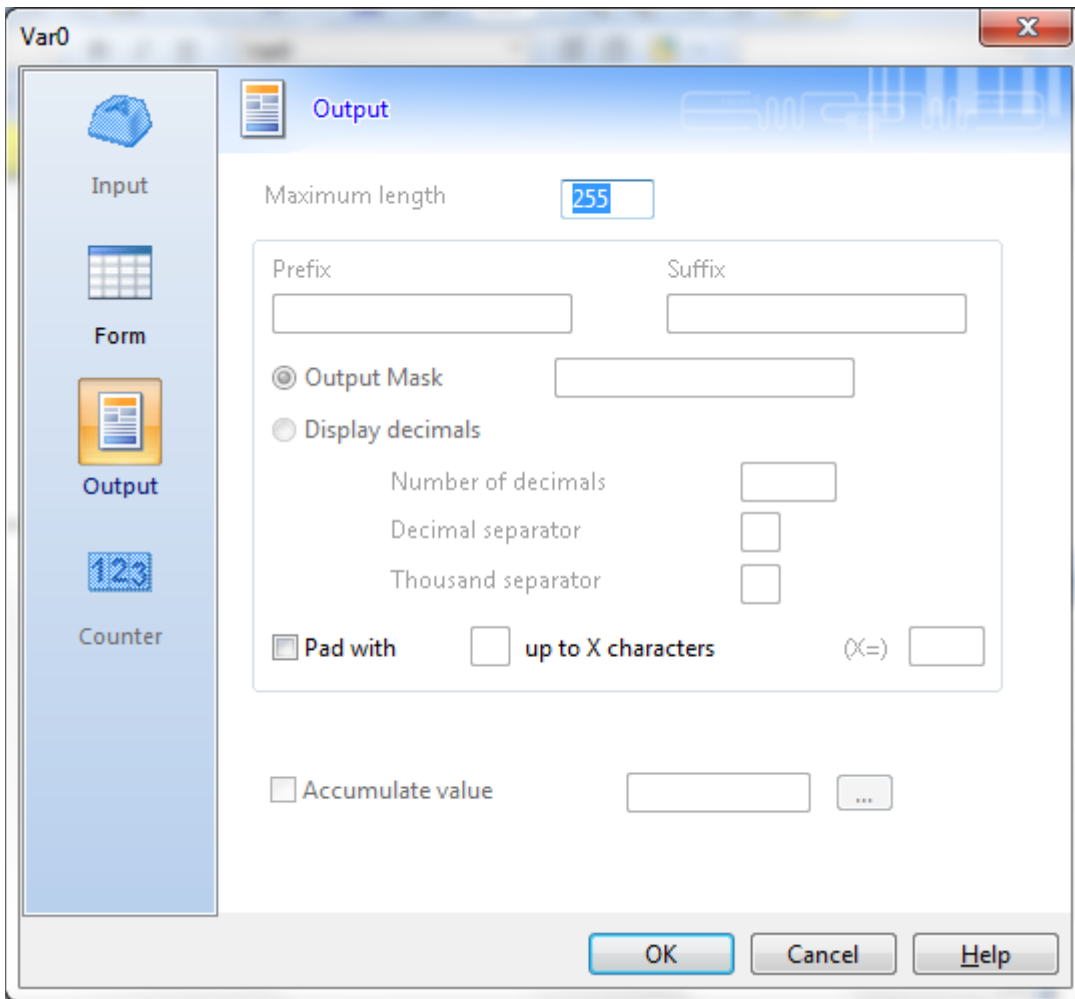 Var0
Input
Form
Output
Counter
Output
Maximum length 255
Prefix Suffix
Output Mask
Display decimals
Number of decimals
Decimal separator
Thousand separator
Pad with up to X characters (X=)
Accumulate value ...
OK Cancel Help